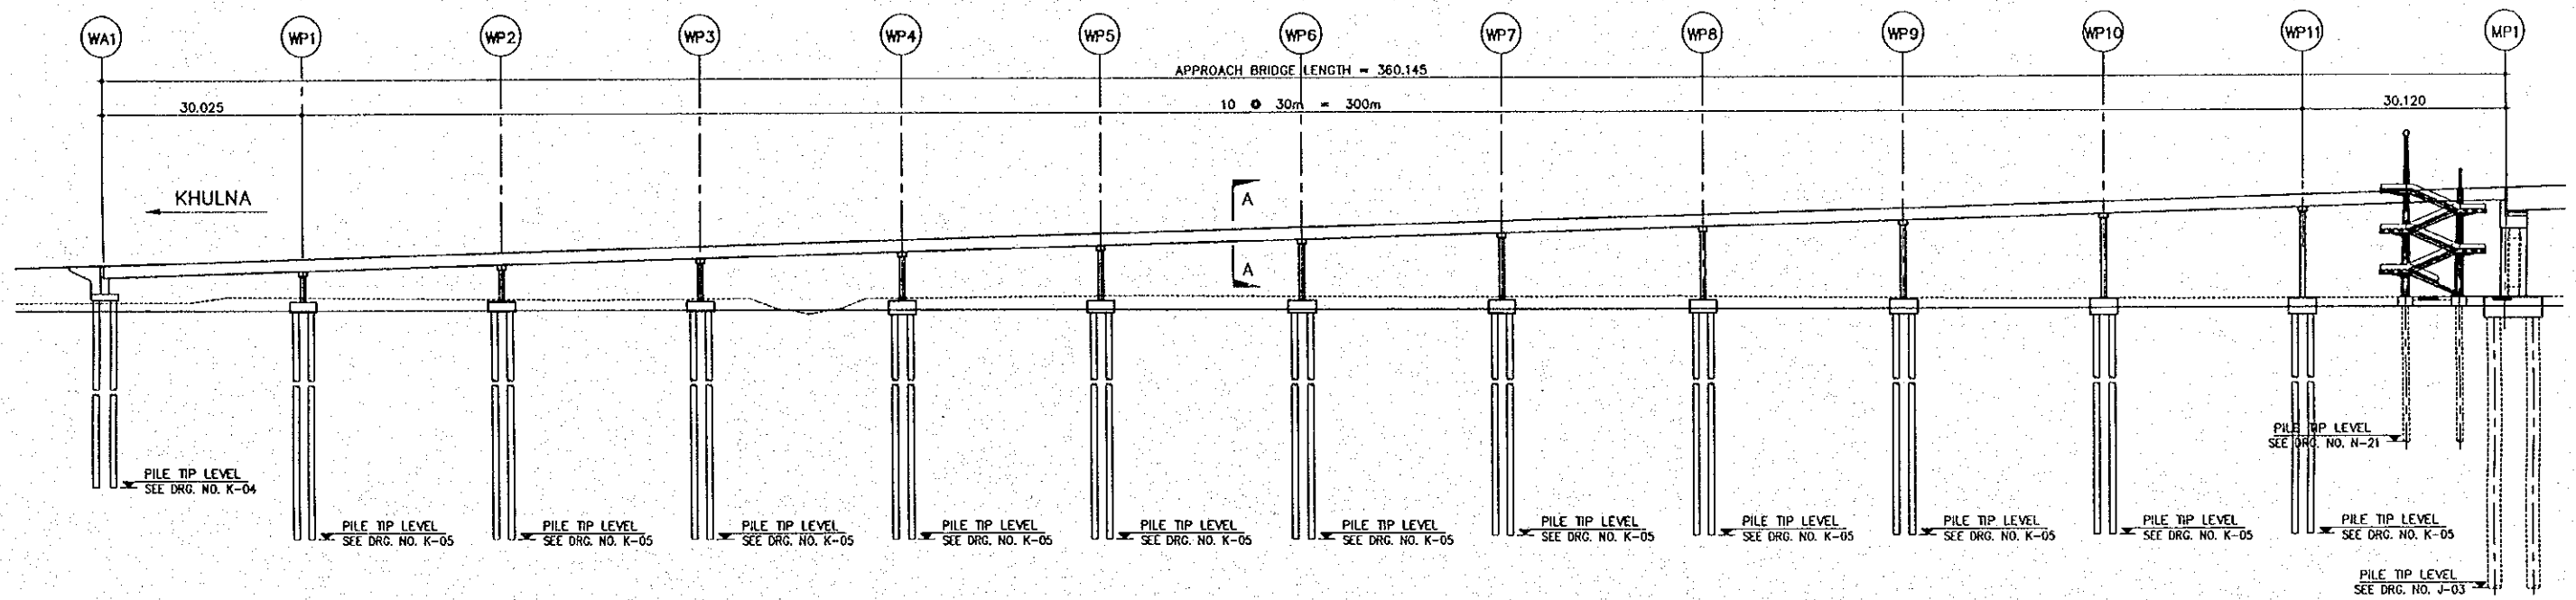 WA1 WP1 WP2 WP3 WP4 WP5 WP6 WP7 WP8 WP9 WP10 WP11 MP1
APPROACH BRIDGE LENGTH = 360.145
30.025 10 @ 30m = 300m 30.120
KHULNA
A
A
PILE TIP LEVEL
SEE DRG. NO. N-21
PILE TIP LEVEL
SEE DRG. NO. K-04
PILE TIP LEVEL
SEE DRG. NO. K-05
PILE TIP LEVEL
SEE DRG. NO. K-05
PILE TIP LEVEL
SEE DRG. NO. K-05
PILE TIP LEVEL
SEE DRG. NO. K-05
PILE TIP LEVEL
SEE DRG. NO. K-05
PILE TIP LEVEL
SEE DRG. NO. K-05
PILE TIP LEVEL
SEE DRG. NO. K-05
PILE TIP LEVEL
SEE DRG. NO. K-05
PILE TIP LEVEL
SEE DRG. NO. K-05
PILE TIP LEVEL
SEE DRG. NO. K-05
PILE TIP LEVEL
SEE DRG. NO. K-05
PILE TIP LEVEL
SEE DRG. NO. J-03